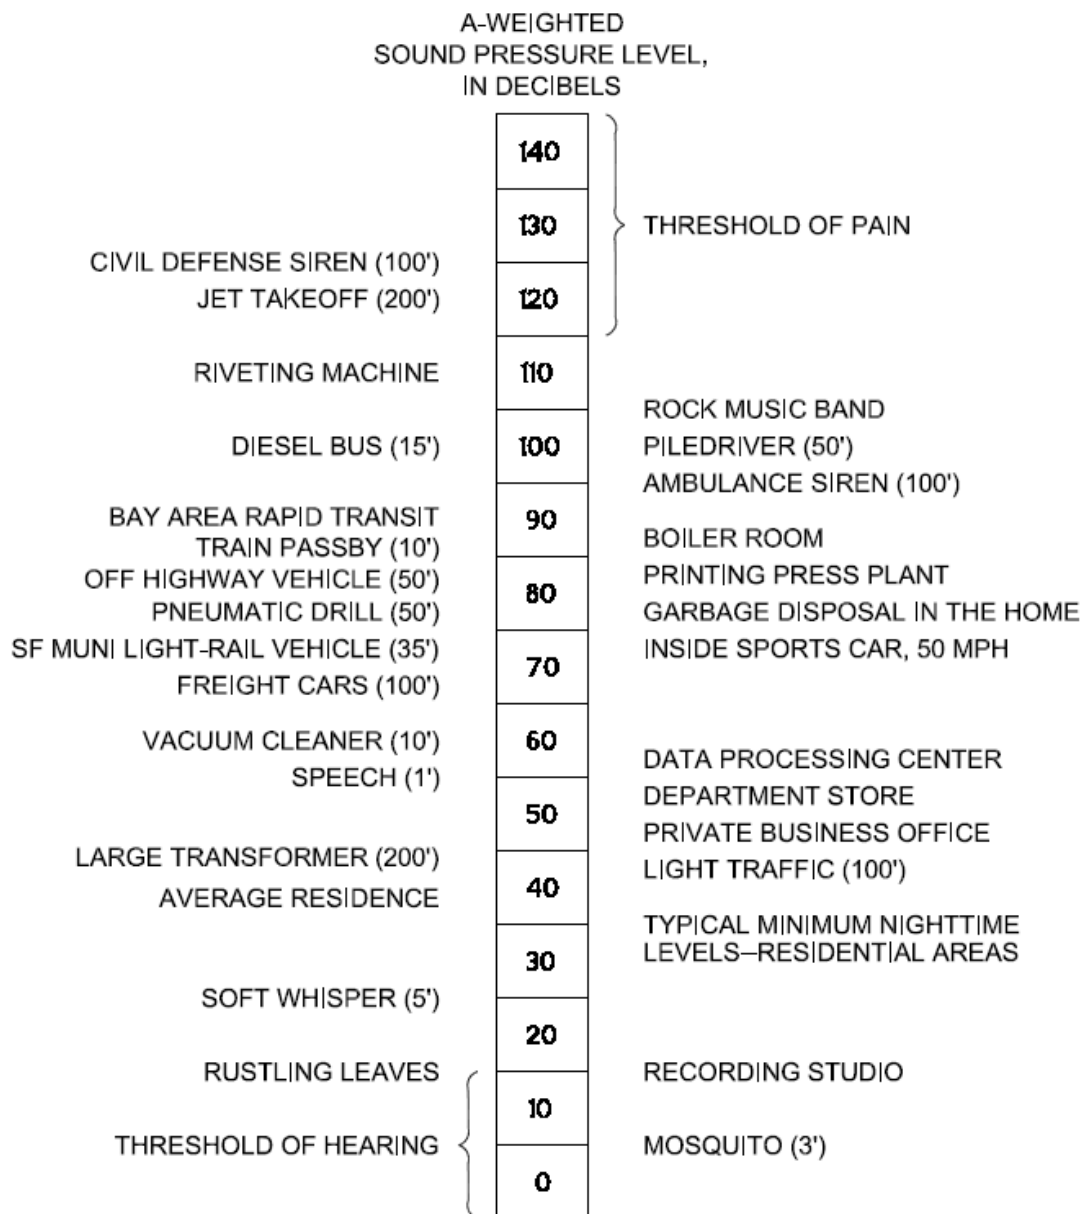 A-WEIGHTED
SOUND PRESSURE LEVEL,
IN DECIBELS
140
130
THRESHOLD OF PAIN
CIVIL DEFENSE SIREN (100')
JET TAKEOFF (200')
120
RIVETING MACHINE
110
ROCK MUSIC BAND
DIESEL BUS (15')
100
PILEDRIVER (50')
AMBULANCE SIREN (100')
BAY AREA RAPID TRANSIT
90
TRAIN PASSBY (10')
BOILER ROOM
OFF HIGHWAY VEHICLE (50')
PRINTING PRESS PLANT
80
PNEUMATIC DRILL (50')
GARBAGE DISPOSAL IN THE HOME
SF MUNI LIGHT-RAIL VEHICLE (35')
INSIDE SPORTS CAR, 50 MPH
70
FREIGHT CARS (100')
VACUUM CLEANER (10')
60
DATA PROCESSING CENTER
SPEECH (1')
DEPARTMENT STORE
50
PRIVATE BUSINESS OFFICE
LARGE TRANSFORMER (200')
LIGHT TRAFFIC (100')
40
AVERAGE RESIDENCE
TYPICAL MINIMUM NIGHTTIME
LEVELS–RESIDENTIAL AREAS
30
SOFT WHISPER (5')
20
RUSTLING LEAVES
RECORDING STUDIO
10
THRESHOLD OF HEARING
MOSQUITO (3')
0